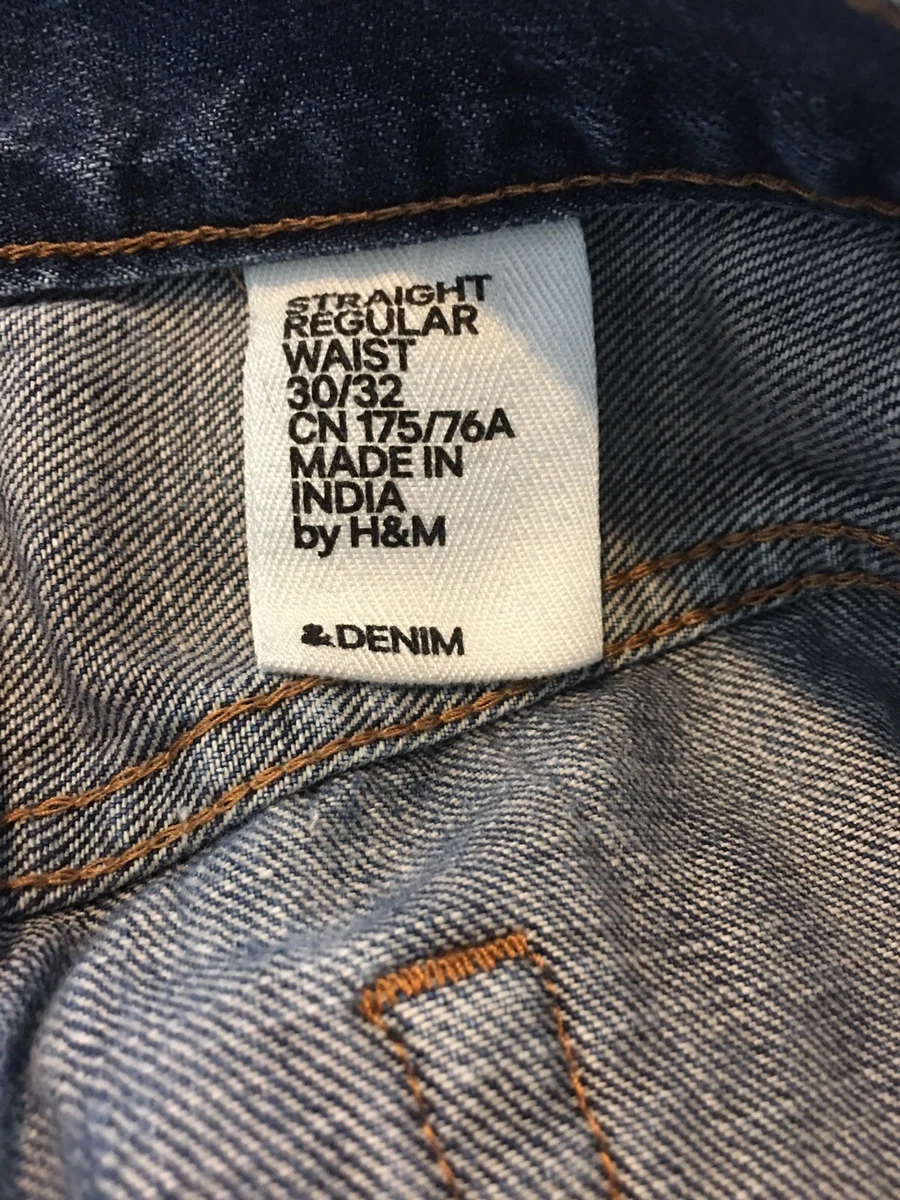 STRAIGHT
REGULAR
WAIST
30/32
CN 175/76A
MADE IN
INDIA
by H&M
&DENIM